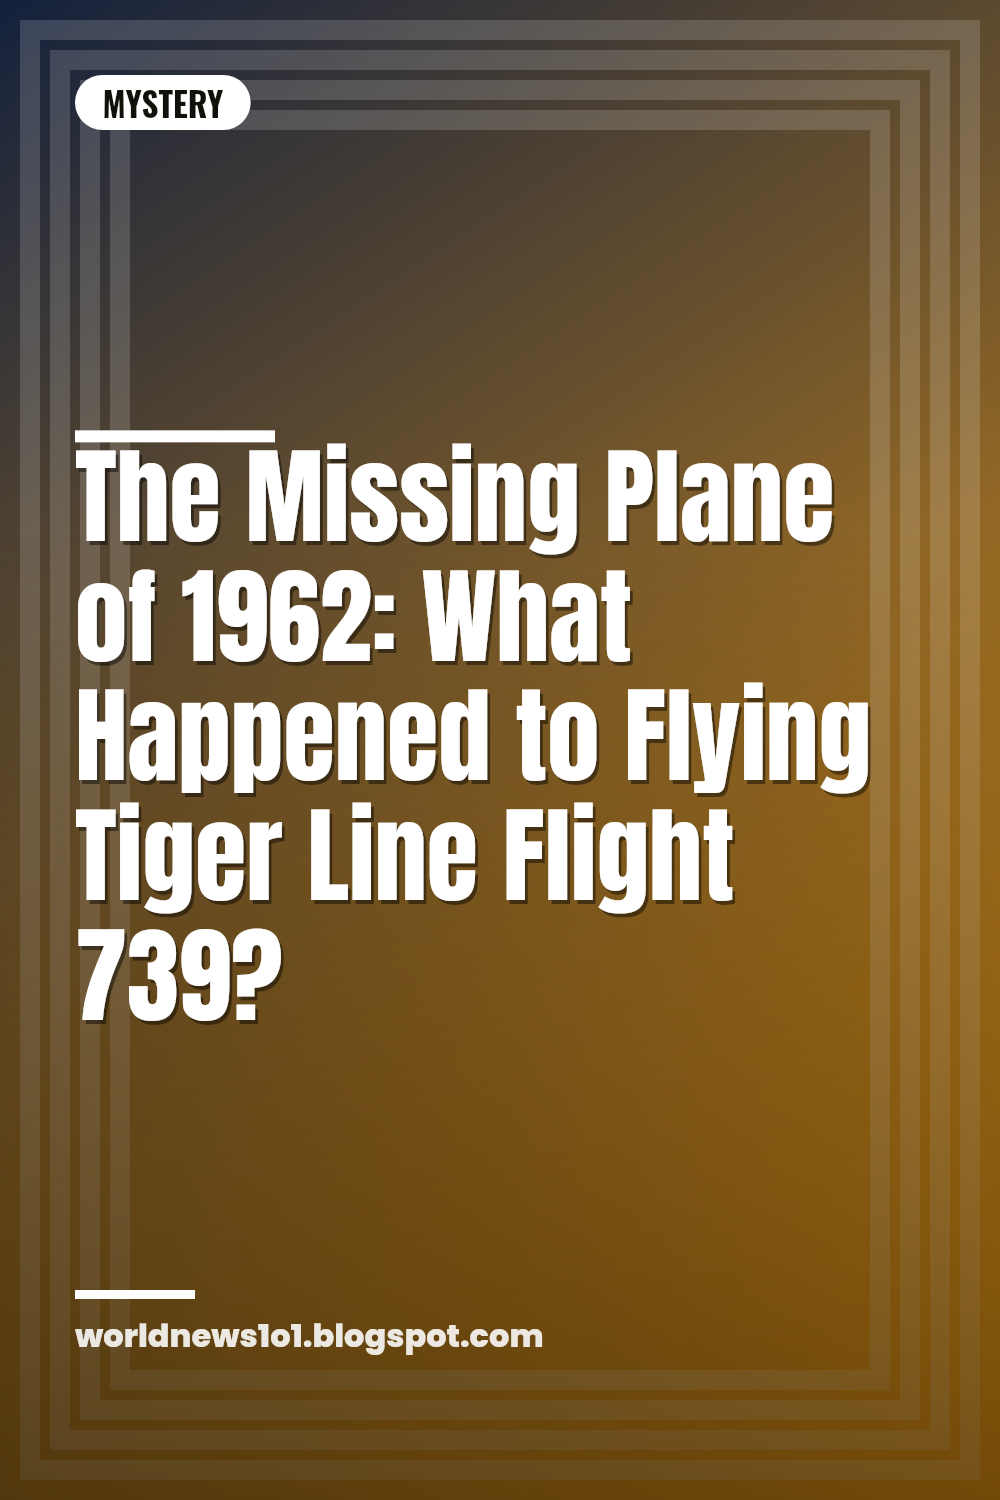 MYSTERY
The Missing Plane
of 1962: What
Happened to Flying
Tiger Line Flight
739?
worldnews1o1.blogspot.com